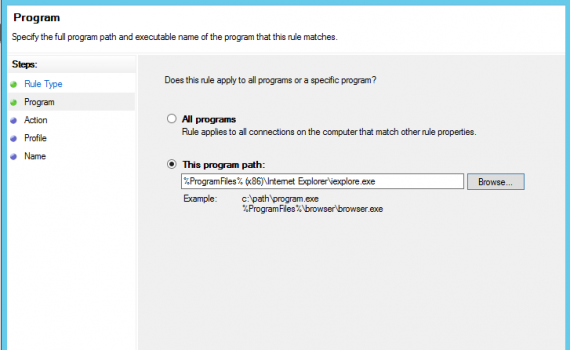 Program
Specify the full program path and executable name of the program that this rule matches.
Steps:
Rule Type
Program
Action
Profile
Name
Does this rule apply to all programs or a specific program?
All programs
Rule applies to all connections on the computer that match other rule properties.
This program path:
%ProgramFiles% (x86)\Internet Explorer\iexplore.exe
Browse...
Example:
c:\path\program.exe
%ProgramFiles%\browser\browser.exe